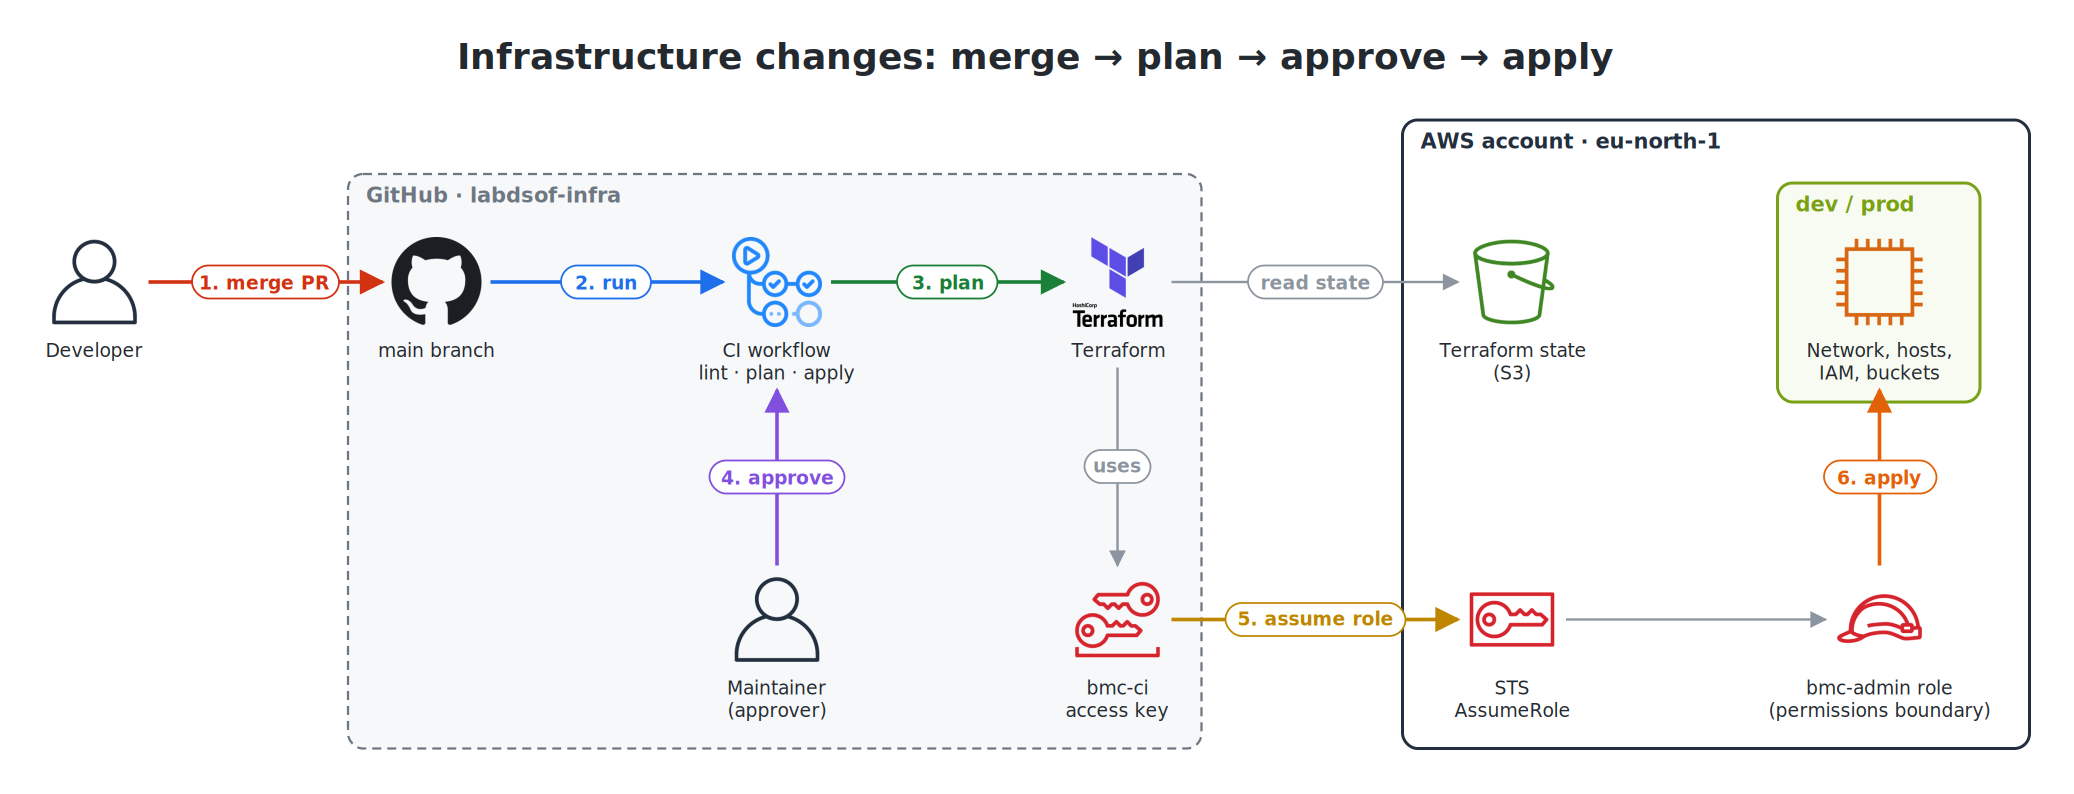 Infrastructure changes: merge → plan → approve → apply
AWS account · eu-north-1
GitHub · labdsof-infra
dev / prod
1. merge PR
2. run
3. plan
read state
HashiCorp
Terraform
Developer
main branch
CI workflow
lint · plan · apply
Terraform
Terraform state
(S3)
Network, hosts,
IAM, buckets
4. approve
uses
6. apply
5. assume role
Maintainer
(approver)
bmc-ci
access key
STS
AssumeRole
bmc-admin role
(permissions boundary)